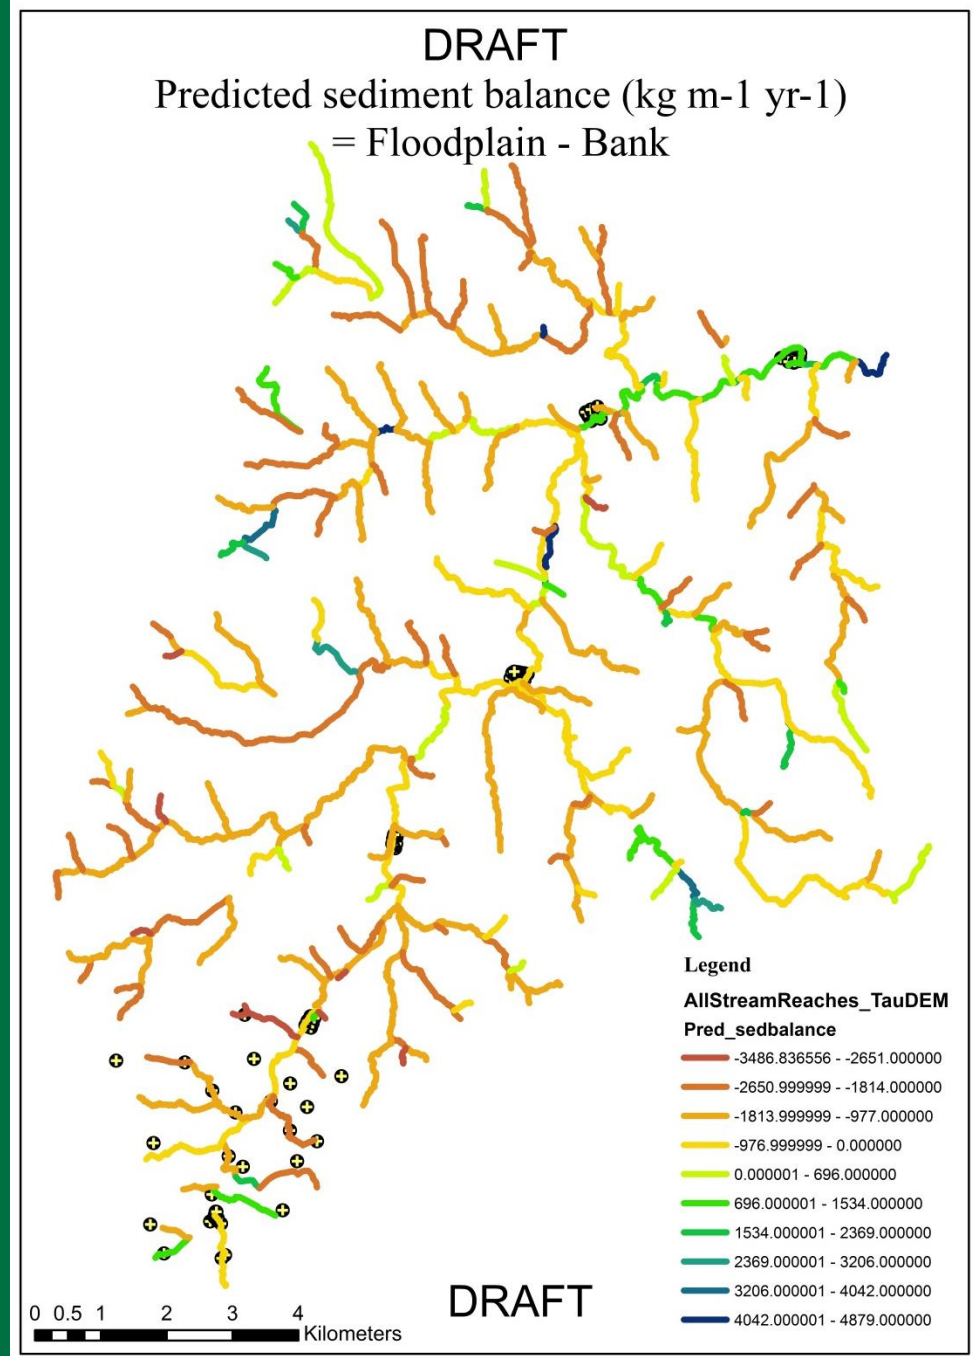 DRAFT
Predicted sediment balance (kg m-1 yr-1)
= Floodplain - Bank
Legend
AllStreamReaches_TauDEM
Pred_sedbalance
-3486.836556 - -2651.000000
-2650.999999 - -1814.000000
-1813.999999 - -977.000000
-976.999999 - 0.000000
0.000001 - 696.000000
696.000001 - 1534.000000
1534.000001 - 2369.000000
2369.000001 - 3206.000000
3206.000001 - 4042.000000
4042.000001 - 4879.000000
DRAFT
0 0.5 1 2 3 4
Kilometers